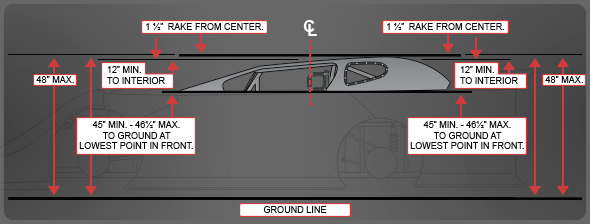 1 ½" RAKE FROM CENTER.
CL
1 ½" RAKE FROM CENTER.
48" MAX.
12" MIN.
TO INTERIOR
12" MIN.
TO INTERIOR
48" MAX.
45" MIN. - 46½" MAX.
TO GROUND AT
LOWEST POINT IN FRONT.
45" MIN. - 46½" MAX.
TO GROUND AT
LOWEST POINT IN FRONT.
GROUND LINE